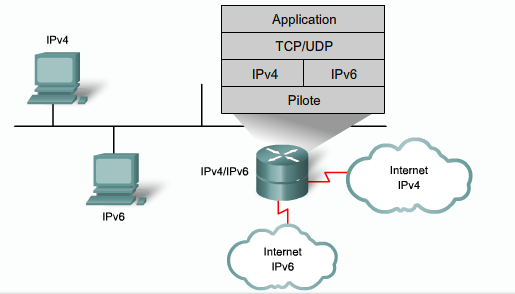 Application
TCP/UDP
IPv4
IPv6
Pilote
IPv4
IPv6
IPv4/IPv6
Internet
IPv4
Internet
IPv6